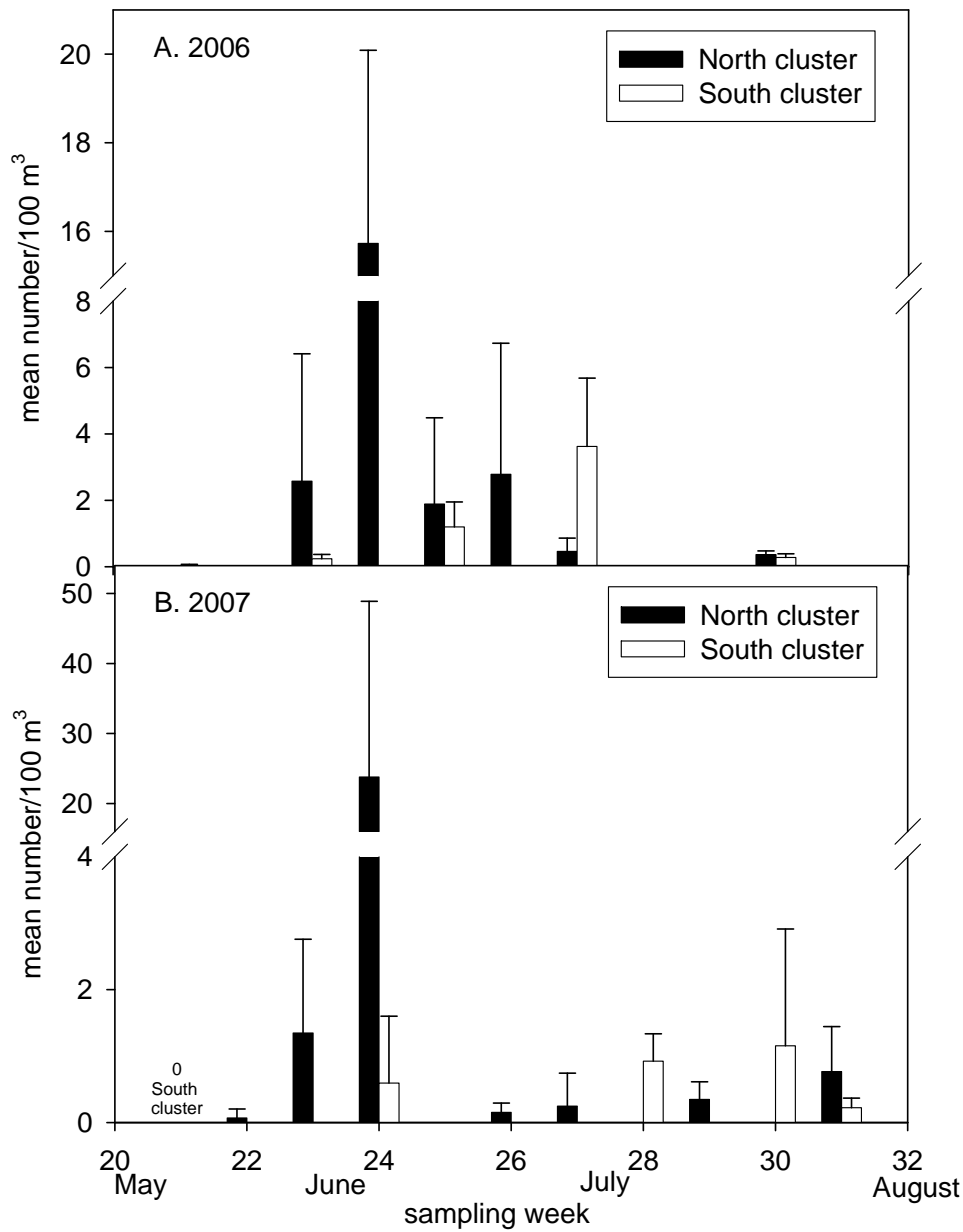 A. 2006
North cluster
South cluster
20
18
16
8
6
4
2
0
mean number/100 m³
B. 2007
North cluster
South cluster
50
40
30
20
4
2
0
mean number/100 m³
0
South
cluster
20 22 24 26 28 30 32
May June July August
sampling week